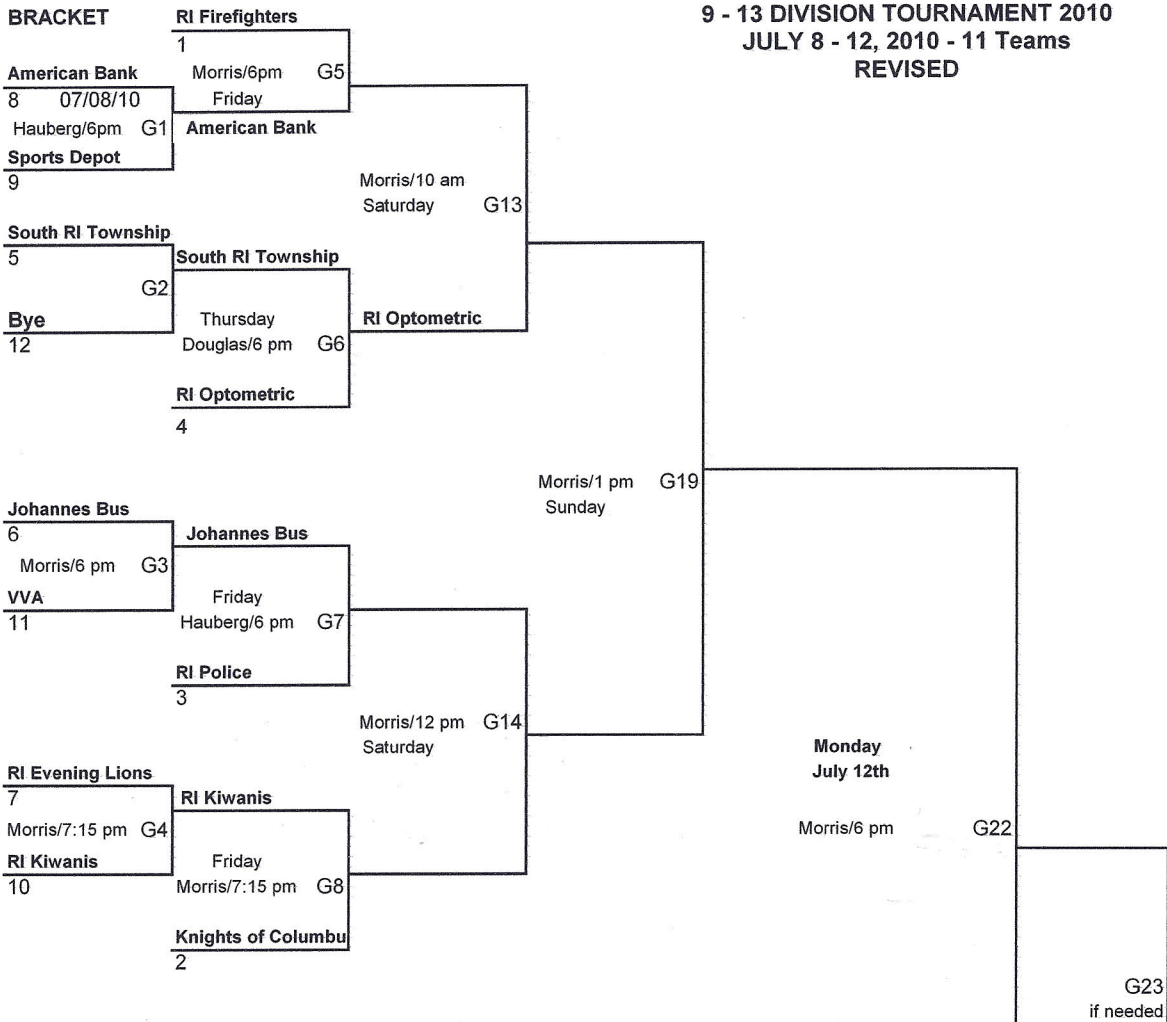 BRACKET
9 - 13 DIVISION TOURNAMENT 2010
JULY 8 - 12, 2010 - 11 Teams
REVISED
RI Firefighters
1
Morris/6pm G5
Friday
American Bank
American Bank
8 07/08/10
Hauberg/6pm G1
Sports Depot
9
Morris/10 am
Saturday G13
South RI Township
5
G2
Bye
12
South RI Township
Thursday
Douglas/6 pm G6
RI Optometric
4
RI Optometric
Morris/1 pm G19
Sunday
Johannes Bus
6
Morris/6 pm G3
VVA
11
Johannes Bus
Friday
Hauberg/6 pm G7
RI Police
3
Morris/12 pm G14
Saturday
RI Evening Lions
7
Morris/7:15 pm G4
RI Kiwanis
10
RI Kiwanis
Friday
Morris/7:15 pm G8
Knights of Columbu
2
Monday
July 12th
Morris/6 pm G22
G23
if needed